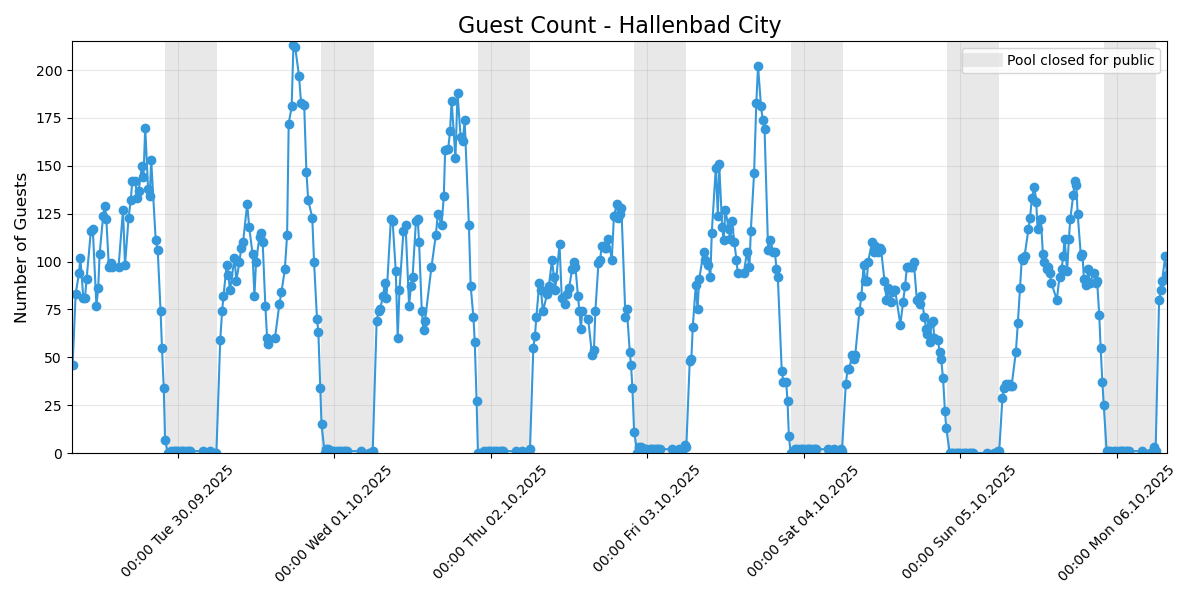 Guest Count - Hallenbad City
Pool closed for public
Number of Guests
200
175
150
125
100
75
50
25
0
00:00 Tue 30.09.2025
00:00 Wed 01.10.2025
00:00 Thu 02.10.2025
00:00 Fri 03.10.2025
00:00 Sat 04.10.2025
00:00 Sun 05.10.2025
00:00 Mon 06.10.2025